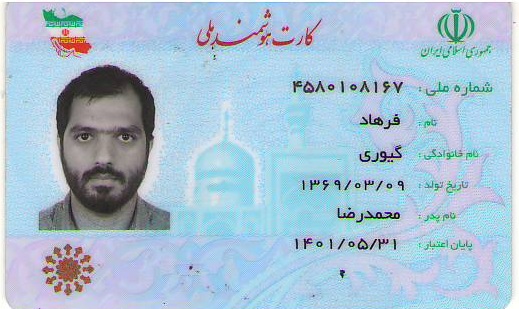 کارت هوشمند ملی
جمهوری اسلامی ایران
شماره ملی : ۴۵۸۰۱۰۸۱۶۷
نام : فرهاد
نام خانوادگی : گیوری
تاریخ تولد : ۱۳۶۹/۰۳/۰۹
نام پدر : محمدرضا
پایان اعتبار : ۱۴۰۱/۰۵/۳۱